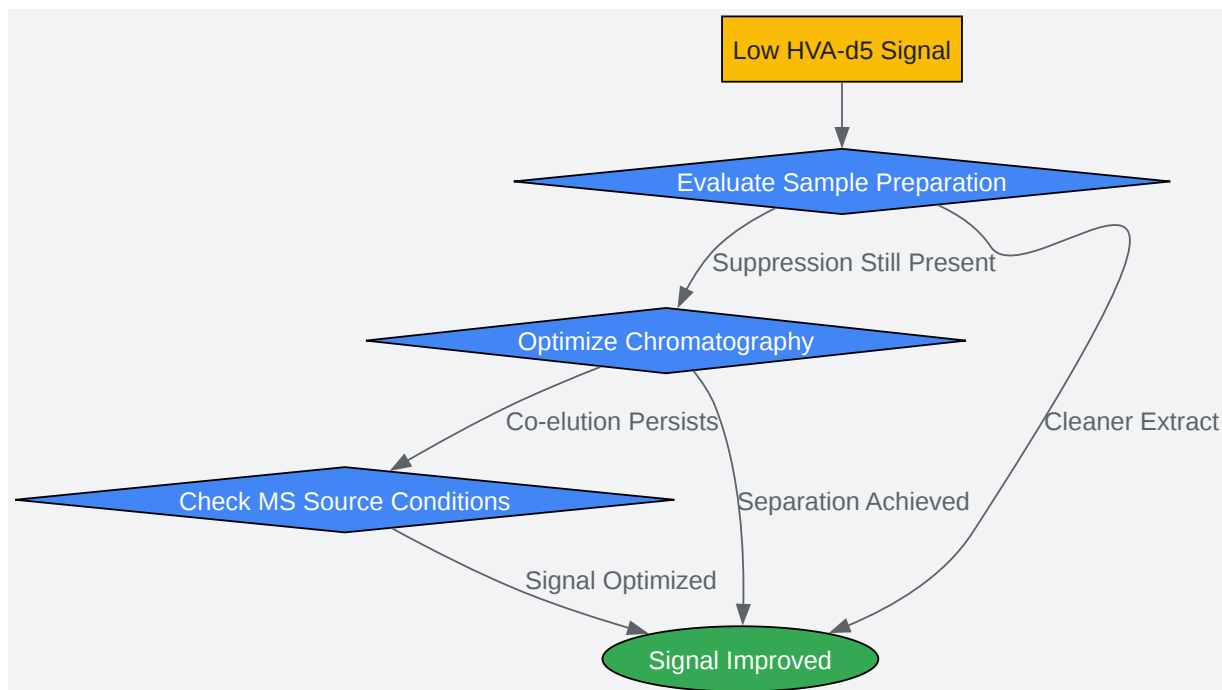 Low HVA-d5 Signal
Evaluate Sample Preparation
Suppression Still Present
Optimize Chromatography
Co-elution Persists
Cleaner Extract
Check MS Source Conditions
Separation Achieved
Signal Optimized
Signal Improved